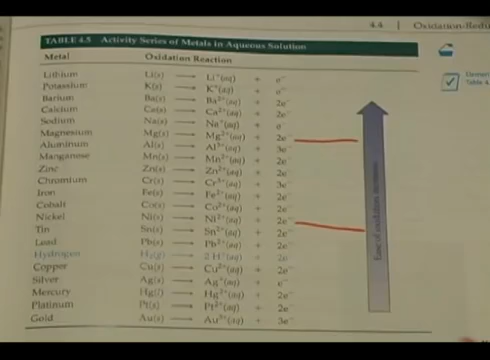 4.4 Oxidation-Redu
TABLE 4.5 Activity Series of Metals in Aqueous Solution
Metal Oxidation Reaction
Lithium Li(s) ⟶ Li⁺(aq) + e⁻
Potassium K(s) ⟶ K⁺(aq) + e⁻
Barium Ba(s) ⟶ Ba²⁺(aq) + 2e⁻
Calcium Ca(s) ⟶ Ca²⁺(aq) + 2e⁻
Sodium Na(s) ⟶ Na⁺(aq) + e⁻
Magnesium Mg(s) ⟶ Mg²⁺(aq) + 2e⁻
Aluminum Al(s) ⟶ Al³⁺(aq) + 3e⁻
Manganese Mn(s) ⟶ Mn²⁺(aq) + 2e⁻
Zinc Zn(s) ⟶ Zn²⁺(aq) + 2e⁻
Chromium Cr(s) ⟶ Cr³⁺(aq) + 3e⁻
Iron Fe(s) ⟶ Fe²⁺(aq) + 2e⁻
Cobalt Co(s) ⟶ Co²⁺(aq) + 2e⁻
Nickel Ni(s) ⟶ Ni²⁺(aq) + 2e⁻
Tin Sn(s) ⟶ Sn²⁺(aq) + 2e⁻
Lead Pb(s) ⟶ Pb²⁺(aq) + 2e⁻
Hydrogen H₂(g) ⟶ 2 H⁺(aq) + 2e⁻
Copper Cu(s) ⟶ Cu²⁺(aq) + 2e⁻
Silver Ag(s) ⟶ Ag⁺(aq) + e⁻
Mercury Hg(l) ⟶ Hg²⁺(aq) + 2e⁻
Platinum Pt(s) ⟶ Pt²⁺(aq) + 2e⁻
Gold Au(s) ⟶ Au³⁺(aq) + 3e⁻
Ease of oxidation increases
Table 4.